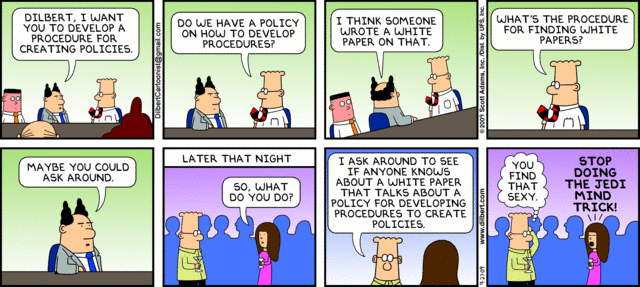 DILBERT, I WANT
YOU TO DEVELOP A
PROCEDURE FOR
CREATING POLICIES.
DilbertCartoonist@gmail.com
DO WE HAVE A POLICY
ON HOW TO DEVELOP
PROCEDURES?
I THINK SOMEONE
WROTE A WHITE
PAPER ON THAT.
©2009 Scott Adams, Inc./Dist. by UFS, Inc.
WHAT'S THE PROCEDURE
FOR FINDING WHITE
PAPERS?
MAYBE YOU COULD
ASK AROUND.
LATER THAT NIGHT
SO, WHAT
DO YOU DO?
I ASK AROUND TO SEE
IF ANYONE KNOWS
ABOUT A WHITE PAPER
THAT TALKS ABOUT A
POLICY FOR DEVELOPING
PROCEDURES TO CREATE
POLICIES.
www.dilbert.com
9-27-09
YOU
FIND
THAT
SEXY.
STOP
DOING
THE JEDI
MIND
TRICK!